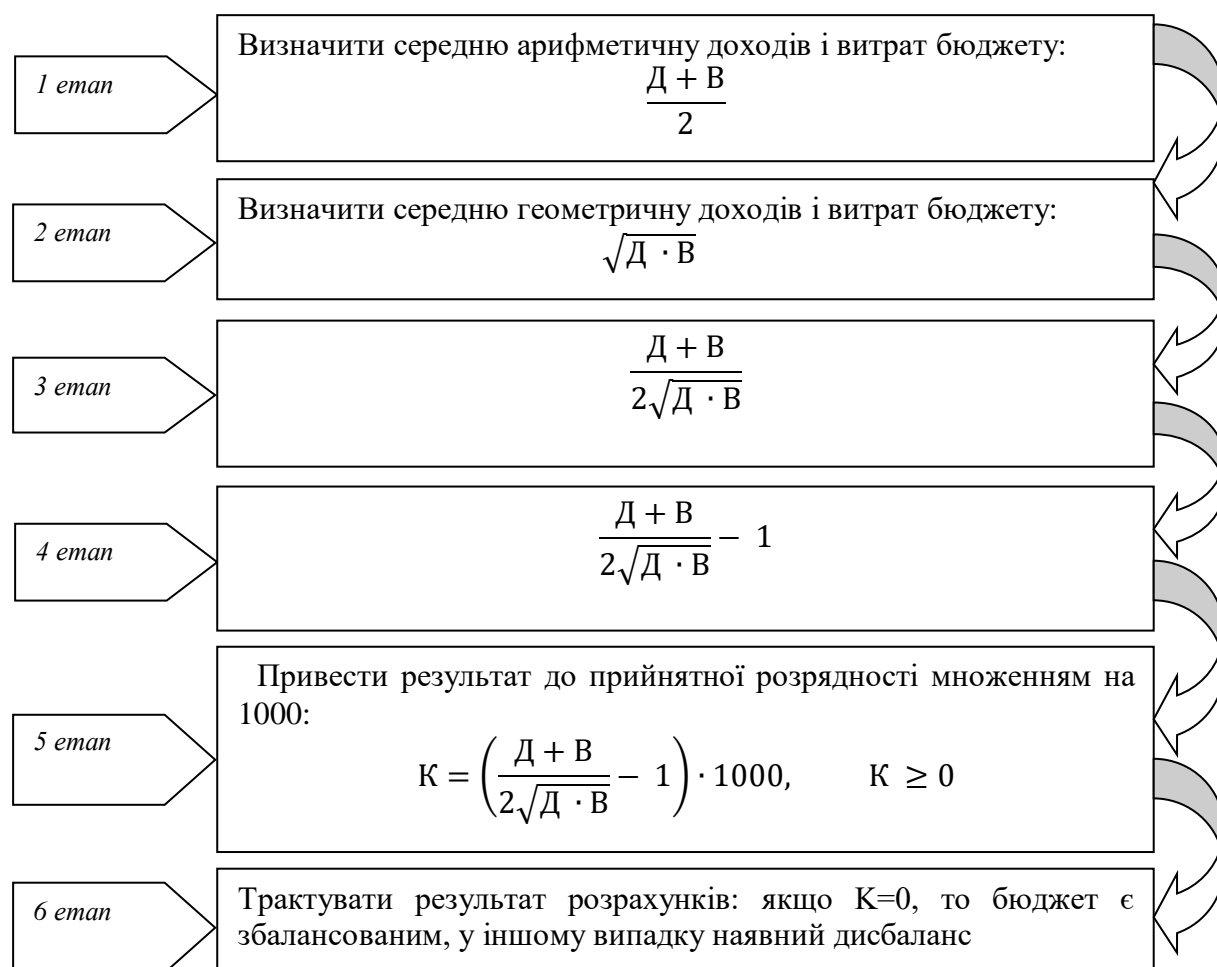 1 етап
Визначити середню арифметичну доходів і витрат бюджету:
Д + В
2
2 етап
Визначити середню геометричну доходів і витрат бюджету:
√Д · В
3 етап
Д + В
2√Д · В
4 етап
Д + В
2√Д · В
− 1
5 етап
Привести результат до прийнятної розрядності множенням на
1000:
К = (Д + В / 2√Д · В − 1) · 1000, К ≥ 0
6 етап
Трактувати результат розрахунків: якщо К=0, то бюджет є
збалансованим, у іншому випадку наявний дисбаланс